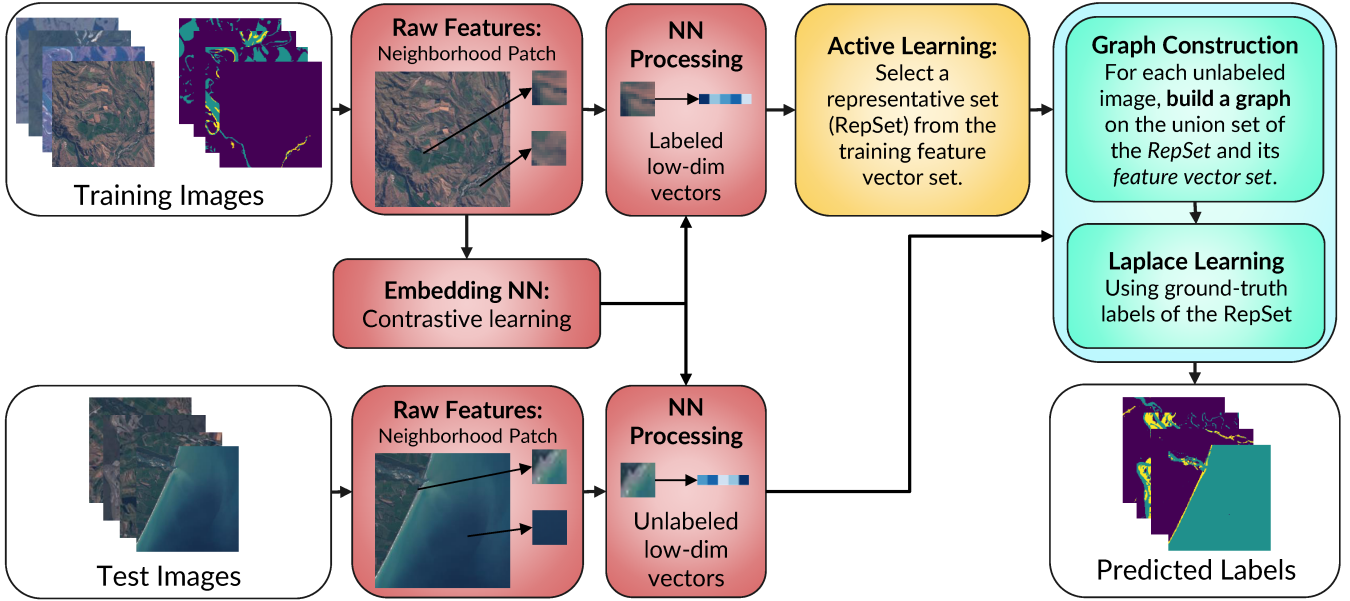 Training Images
Raw Features:
Neighborhood Patch
NN
Processing
Labeled
low-dim
vectors
Active Learning:
Select a
representative set
(RepSet) from the
training feature
vector set.
Graph Construction
For each unlabeled
image, build a graph
on the union set of
the RepSet and its
feature vector set.
Laplace Learning
Using ground-truth
labels of the RepSet
Embedding NN:
Contrastive learning
Test Images
Raw Features:
Neighborhood Patch
NN
Processing
Unlabeled
low-dim
vectors
Predicted Labels